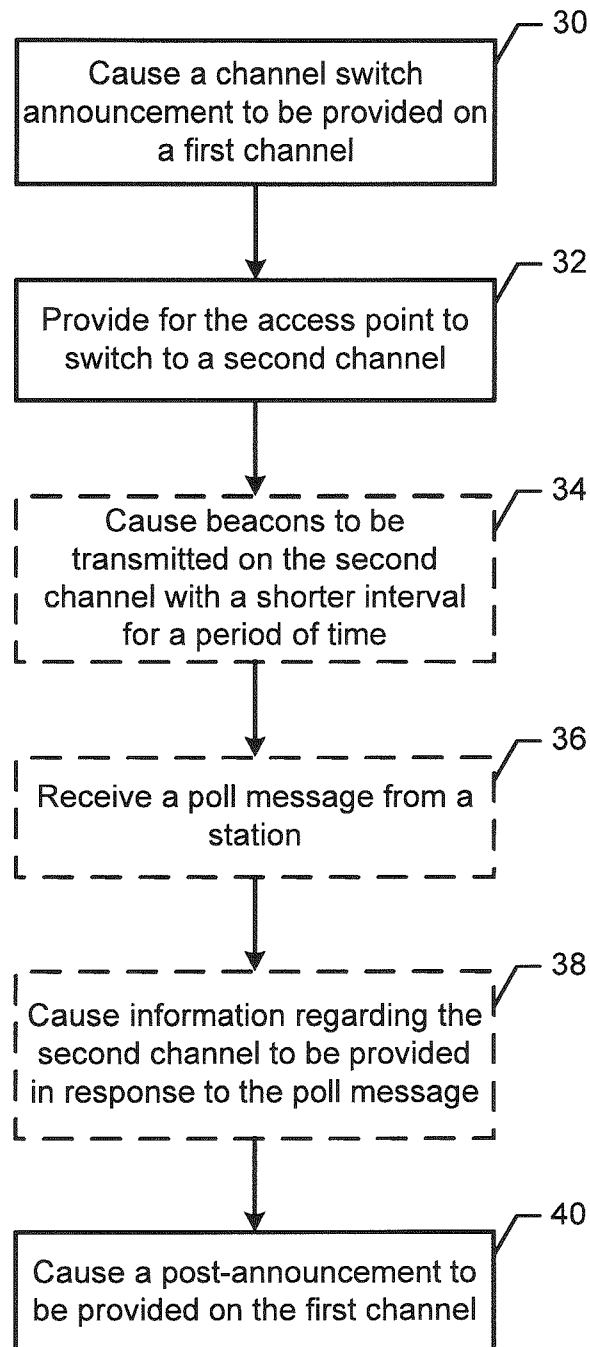 30
Cause a channel switch
announcement to be provided on
a first channel
32
Provide for the access point to
switch to a second channel
34
Cause beacons to be
transmitted on the second
channel with a shorter interval
for a period of time
36
Receive a poll message from a
station
38
Cause information regarding the
second channel to be provided
in response to the poll message
40
Cause a post-announcement to
be provided on the first channel